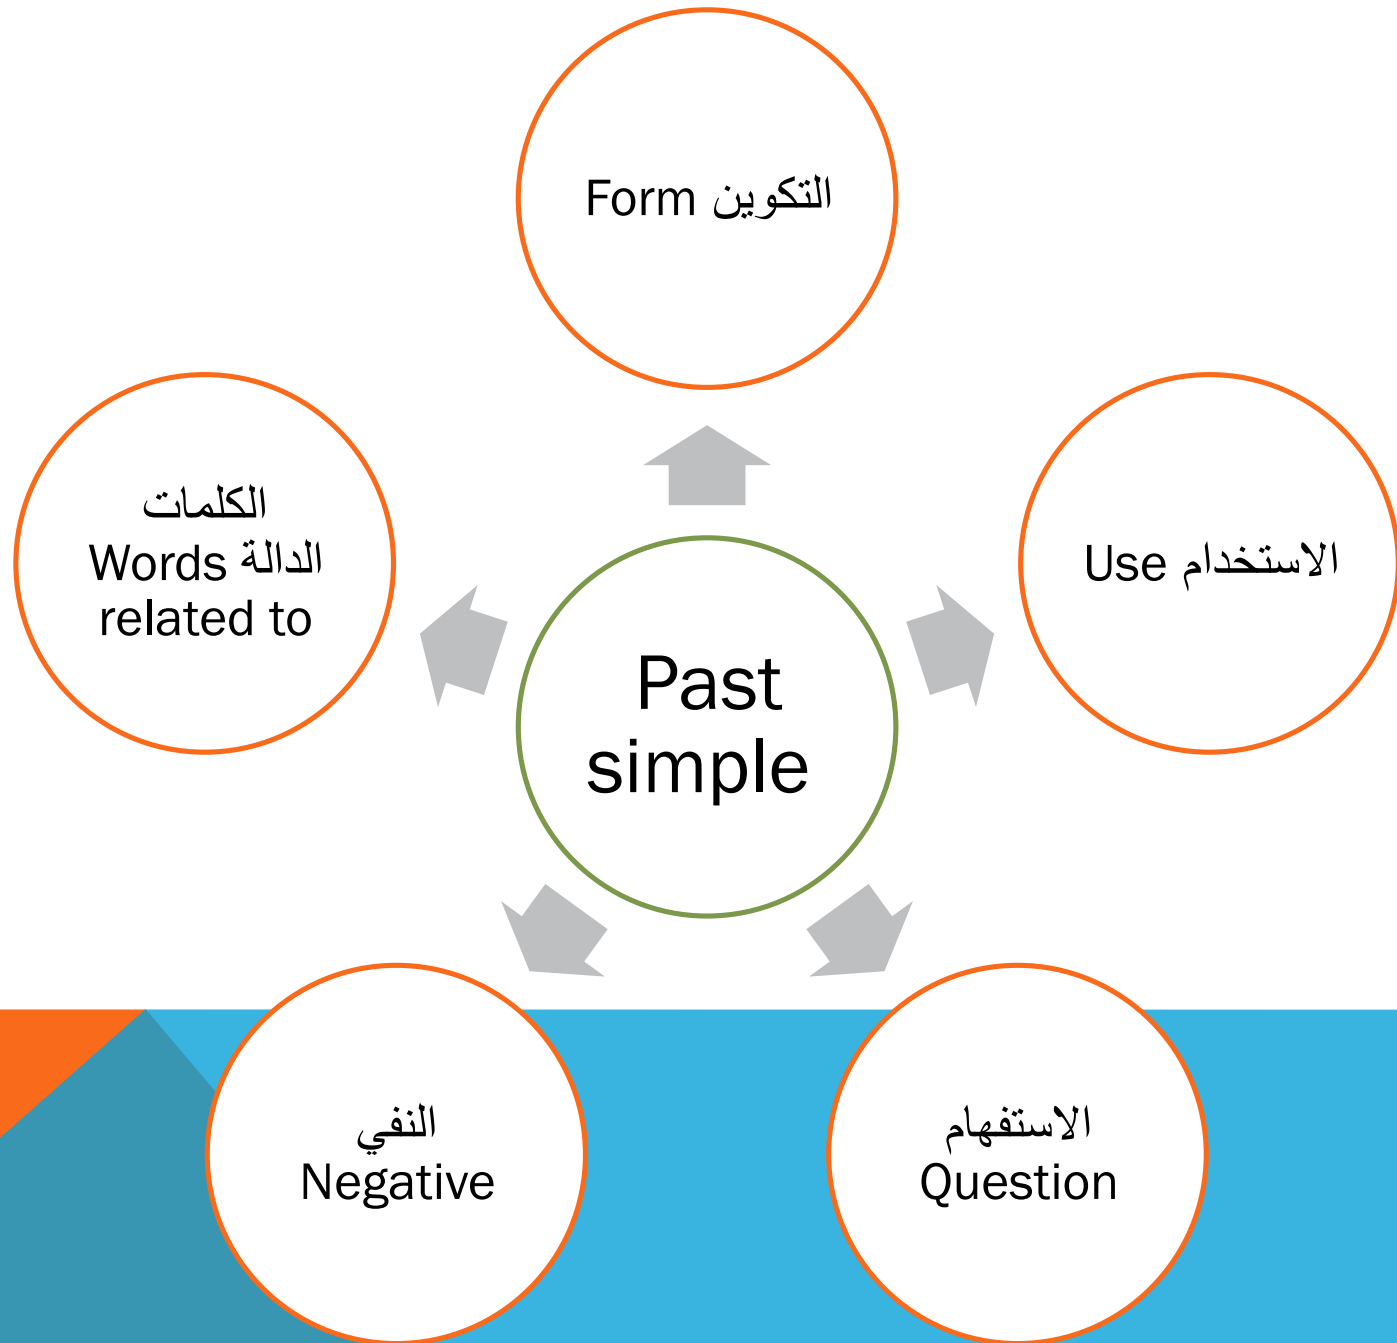 التكوين Form
الكلمات
الدالة Words
related to
الاستخدام Use
Past
simple
النفي
Negative
الاستفهام
Question